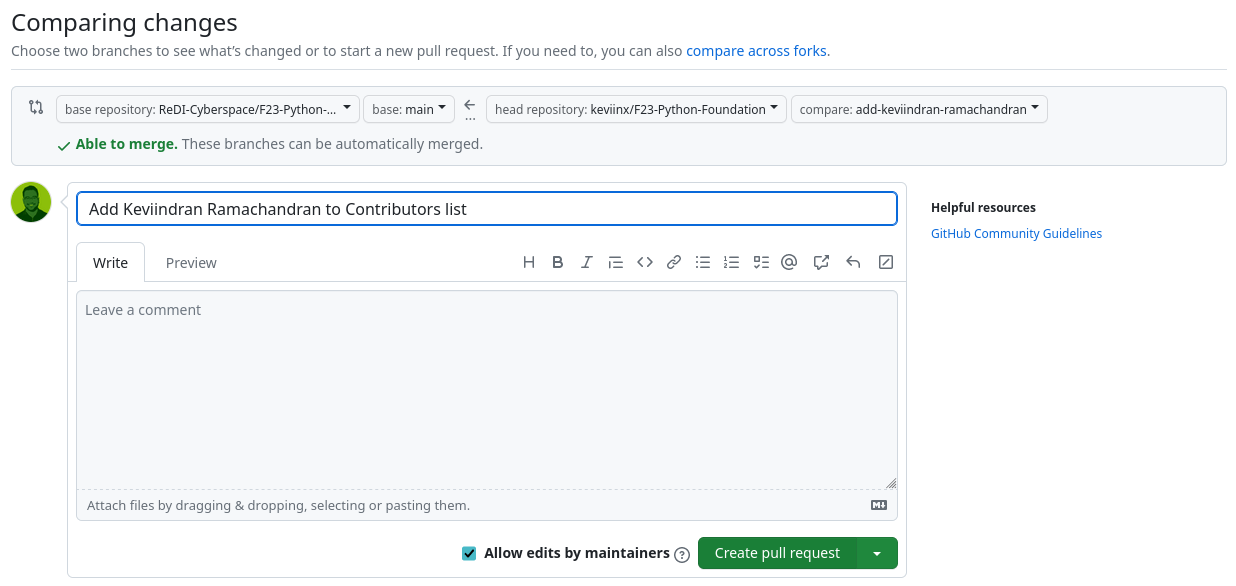 Comparing changes
Choose two branches to see what's changed or to start a new pull request. If you need to, you can also compare across forks.
base repository: ReDI-Cyberspace/F23-Python-... base: main ... head repository: keviinx/F23-Python-Foundation compare: add-keviindran-ramachandran
Able to merge. These branches can be automatically merged.
Add Keviindran Ramachandran to Contributors list
Helpful resources
GitHub Community Guidelines
Write Preview
Leave a comment
Attach files by dragging & dropping, selecting or pasting them.
Allow edits by maintainers
Create pull request